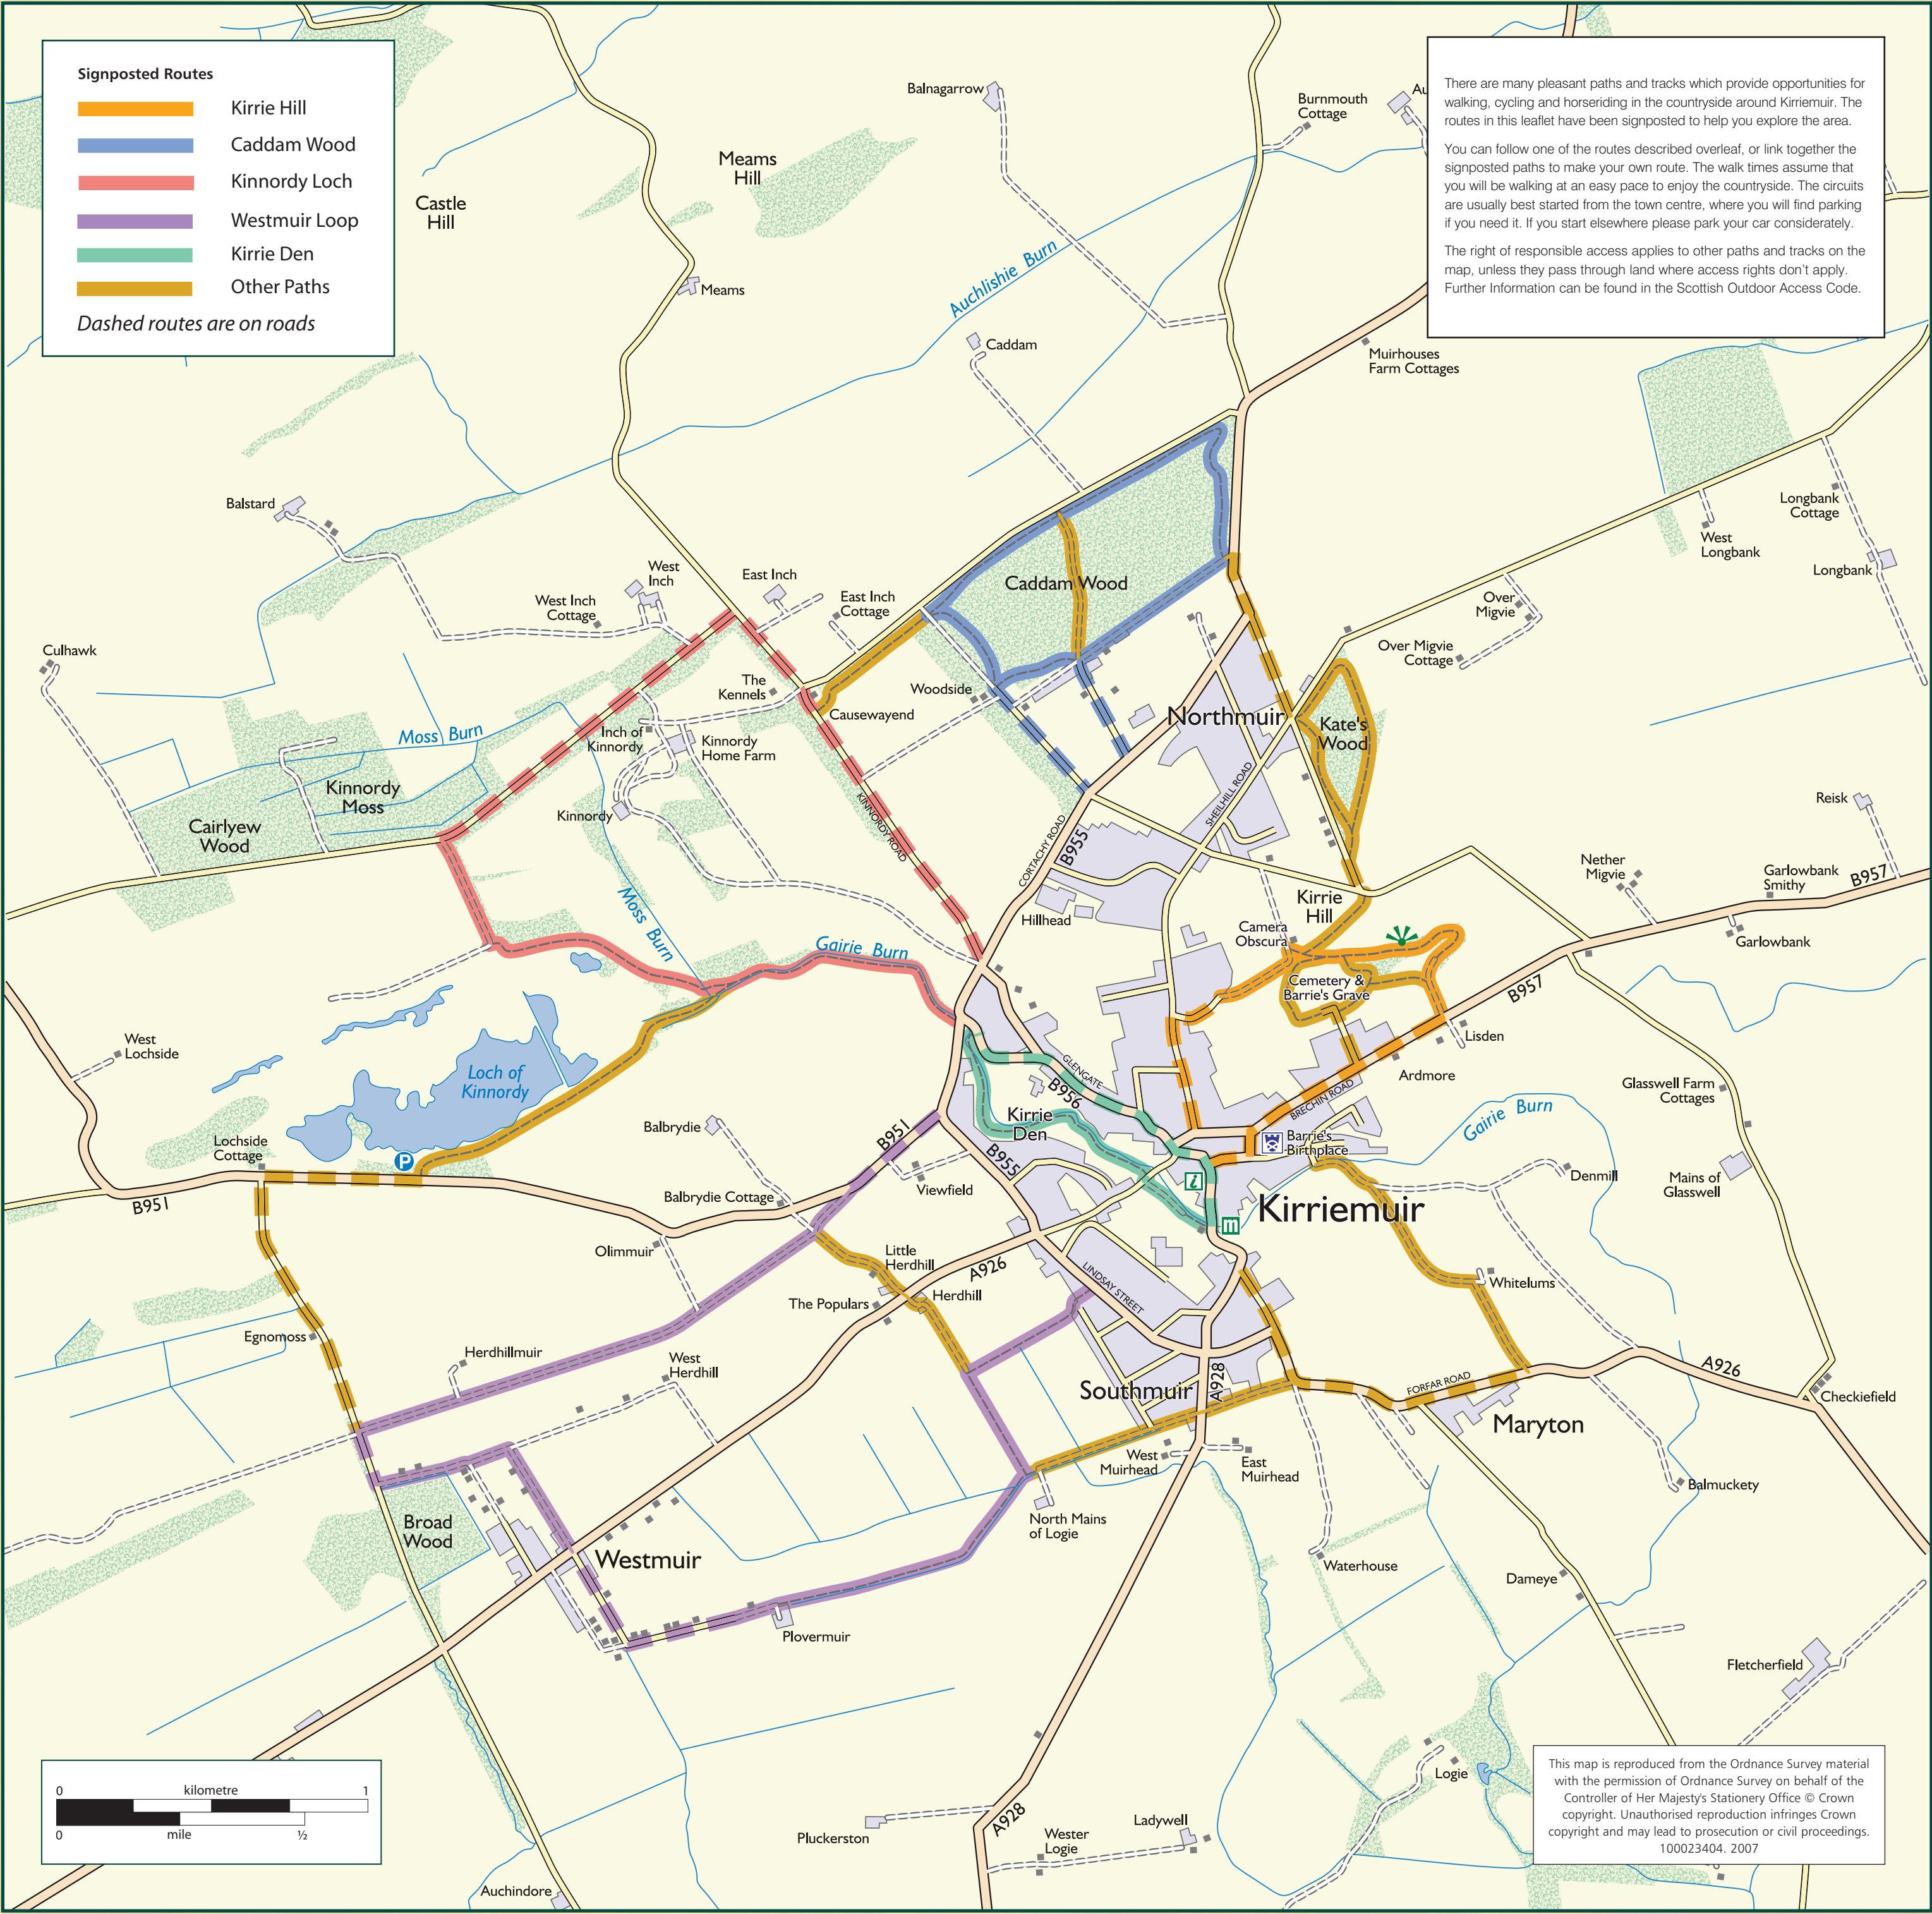 Signposted Routes
Kirrie Hill
Caddam Wood
Kinnordy Loch
Westmuir Loop
Kirrie Den
Other Paths
Dashed routes are on roads
There are many pleasant paths and tracks which provide opportunities for
walking, cycling and horseriding in the countryside around Kirriemuir. The
routes in this leaflet have been signposted to help you explore the area.
You can follow one of the routes described overleaf, or link together the
signposted paths to make your own route. The walk times assume that
you will be walking at an easy pace to enjoy the countryside. The circuits
are usually best started from the town centre, where you will find parking
if you need it. If you start elsewhere please park your car considerately.
The right of responsible access applies to other paths and tracks on the
map, unless they pass through land where access rights don't apply.
Further Information can be found in the Scottish Outdoor Access Code.
Balnagarrow
Burnmouth
Cottage
Au
Meams
Hill
Castle
Hill
Auchlishie Burn
Meams
Caddam
Muirhouses
Farm Cottages
Balstard
West
Inch
East Inch
West Inch
Cottage
East Inch
Cottage
Caddam Wood
Longbank
Cottage
West
Longbank
Longbank
Over
Migvie
Over Migvie
Cottage
Culhawk
The
Kennels
Woodside
Causewayend
Northmuir
Kate's
Wood
Moss Burn
Inch of
Kinnordy
Kinnordy
Home Farm
Kinnordy
Moss
Kinnordy
Cairlyew
Wood
KINNORDY ROAD
SHEILHILL ROAD
CORTACHY ROAD
B955
Reisk
Nether
Migvie
Garlowbank
Smithy
B957
Garlowbank
Moss Burn
Gairie Burn
Hillhead
Kirrie
Hill
Camera
Obscura
Cemetery &
Barrie's Grave
B957
Lisden
West
Lochside
Loch of
Kinnordy
GLENGATE
B956
Ardmore
BRECHIN ROAD
Glasswell Farm
Cottages
Gairie Burn
Kirrie
Den
Balbrydie
B951
Lochside
Cottage
P
Barrie's
Birthplace
B955
i
m
Viewfield
Balbrydie Cottage
B951
Denmill
Mains of
Glasswell
Kirriemuir
Olimmuir
Little
Herdhill
A926
Herdhill
The Populars
LINDSAY STREET
Whitelums
Egnomoss
Herdhillmuir
West
Herdhill
Southmuir
A928
FORFAR ROAD
A926
Checkiefield
Maryton
West
Muirhead
East
Muirhead
Balmuckety
Broad
Wood
North Mains
of Logie
Westmuir
Waterhouse
Dameye
Plovermuir
Fletcherfield
0 kilometre 1
0 mile ½
Logie
Pluckerston
A928
Wester
Logie
Ladywell
Auchindore
This map is reproduced from the Ordnance Survey material
with the permission of Ordnance Survey on behalf of the
Controller of Her Majesty's Stationery Office © Crown
copyright. Unauthorised reproduction infringes Crown
copyright and may lead to prosecution or civil proceedings.
100023404. 2007